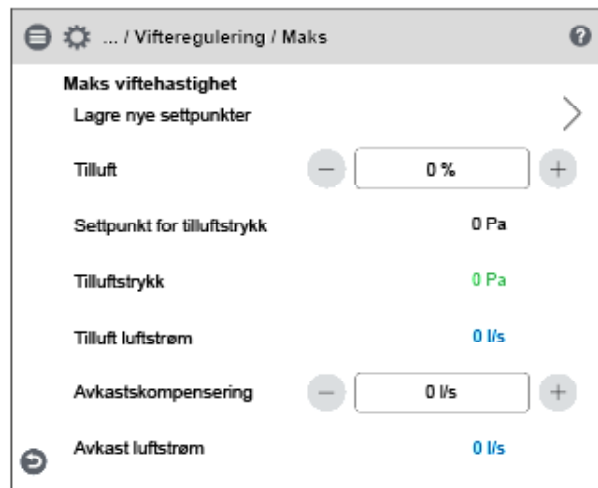 ... / Vifteregulering / Maks
Maks viftehastighet
Lagre nye settpunkter
Tilluft − 0 % +
Settpunkt for tilluftstrykk 0 Pa
Tilluftstrykk 0 Pa
Tilluft luftstrøm 0 l/s
Avkastskompensering − 0 l/s +
Avkast luftstrøm 0 l/s